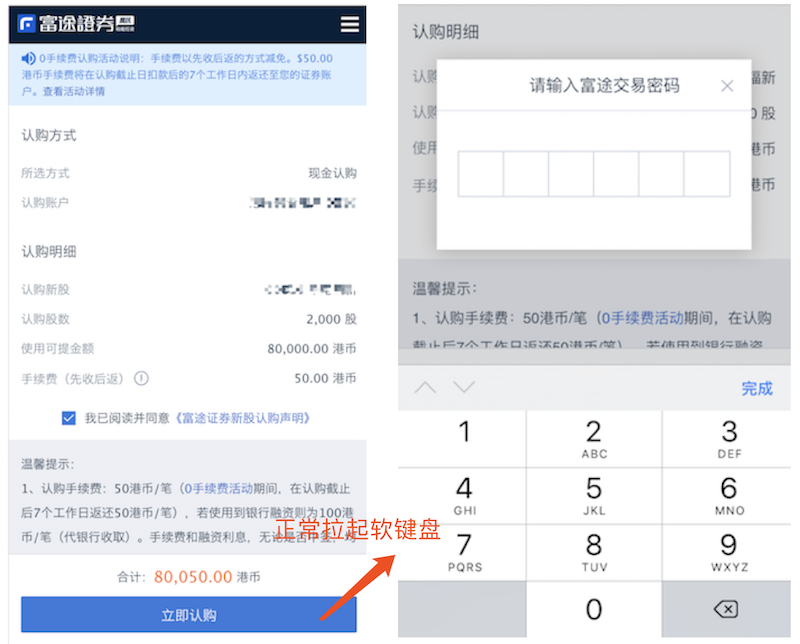 富途證券
0手续费认购活动说明：手续费以先收后返的方式减免。$50.00
港币手续费将在认购截止日扣款后的7个工作日内返还至您的证券账
户。查看活动详情
认购方式
所选方式 现金认购
认购账户
认购明细
认购新股
认购股数 2,000 股
使用可提金额 80,000.00 港币
手续费（先收后返） 50.00 港币
我已阅读并同意《富途证券新股认购声明》
温馨提示：
1、认购手续费：50港币/笔（0手续费活动期间，在认购截止
后7个工作日返还50港币/笔），若使用到银行融资则为100港
币/笔（代银行收取）。手续费和融资利息，无论是否中签，均
合计：80,050.00 港币
立即认购
正常拉起软键盘
认购明细
请输入富途交易密码
认购 福新
认购 0 股
使用 港币
手续 港币
温馨提示：
1、认购手续费：50港币/笔（0手续费活动期间，在认购
截止后7个工作日返还50港币/笔），若使用到银行融资
完成
1
2 ABC
3 DEF
4 GHI
5 JKL
6 MNO
7 PQRS
8 TUV
9 WXYZ
0